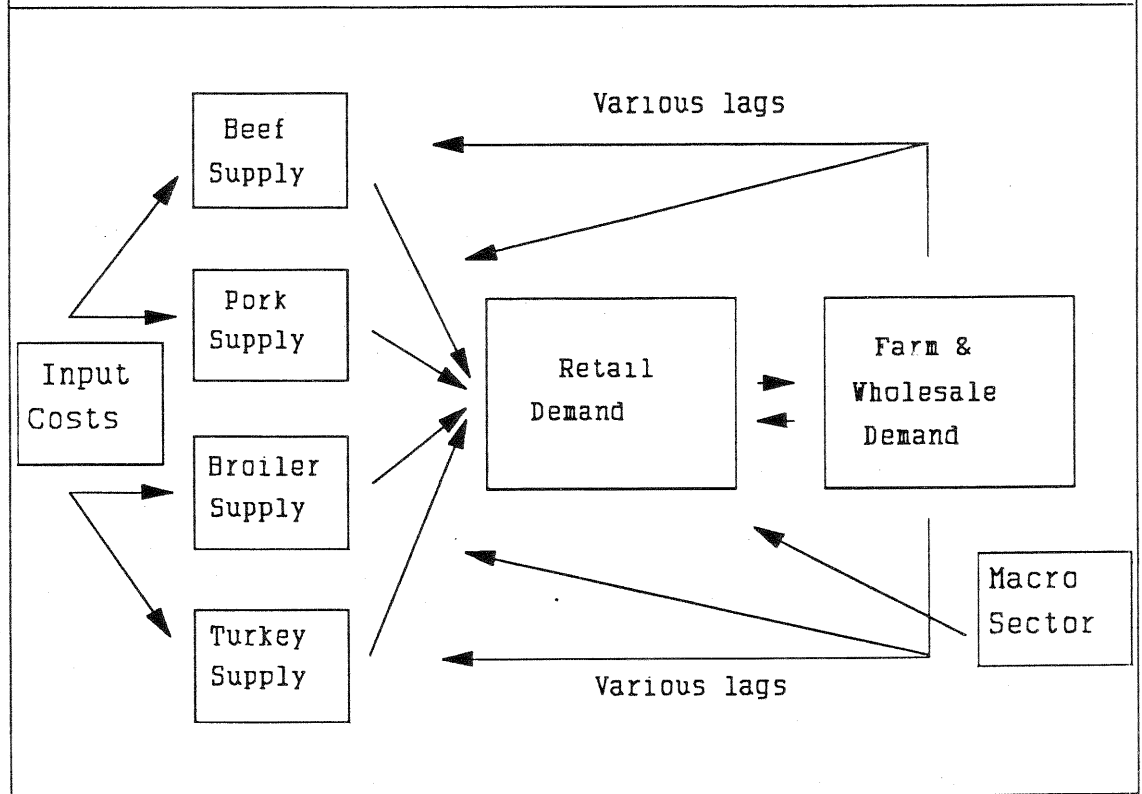 Various lags
Beef
Supply
Pork
Supply
Input
Costs
Retail
Demand
Farm &
Wholesale
Demand
Broiler
Supply
Macro
Sector
Turkey
Supply
Various lags